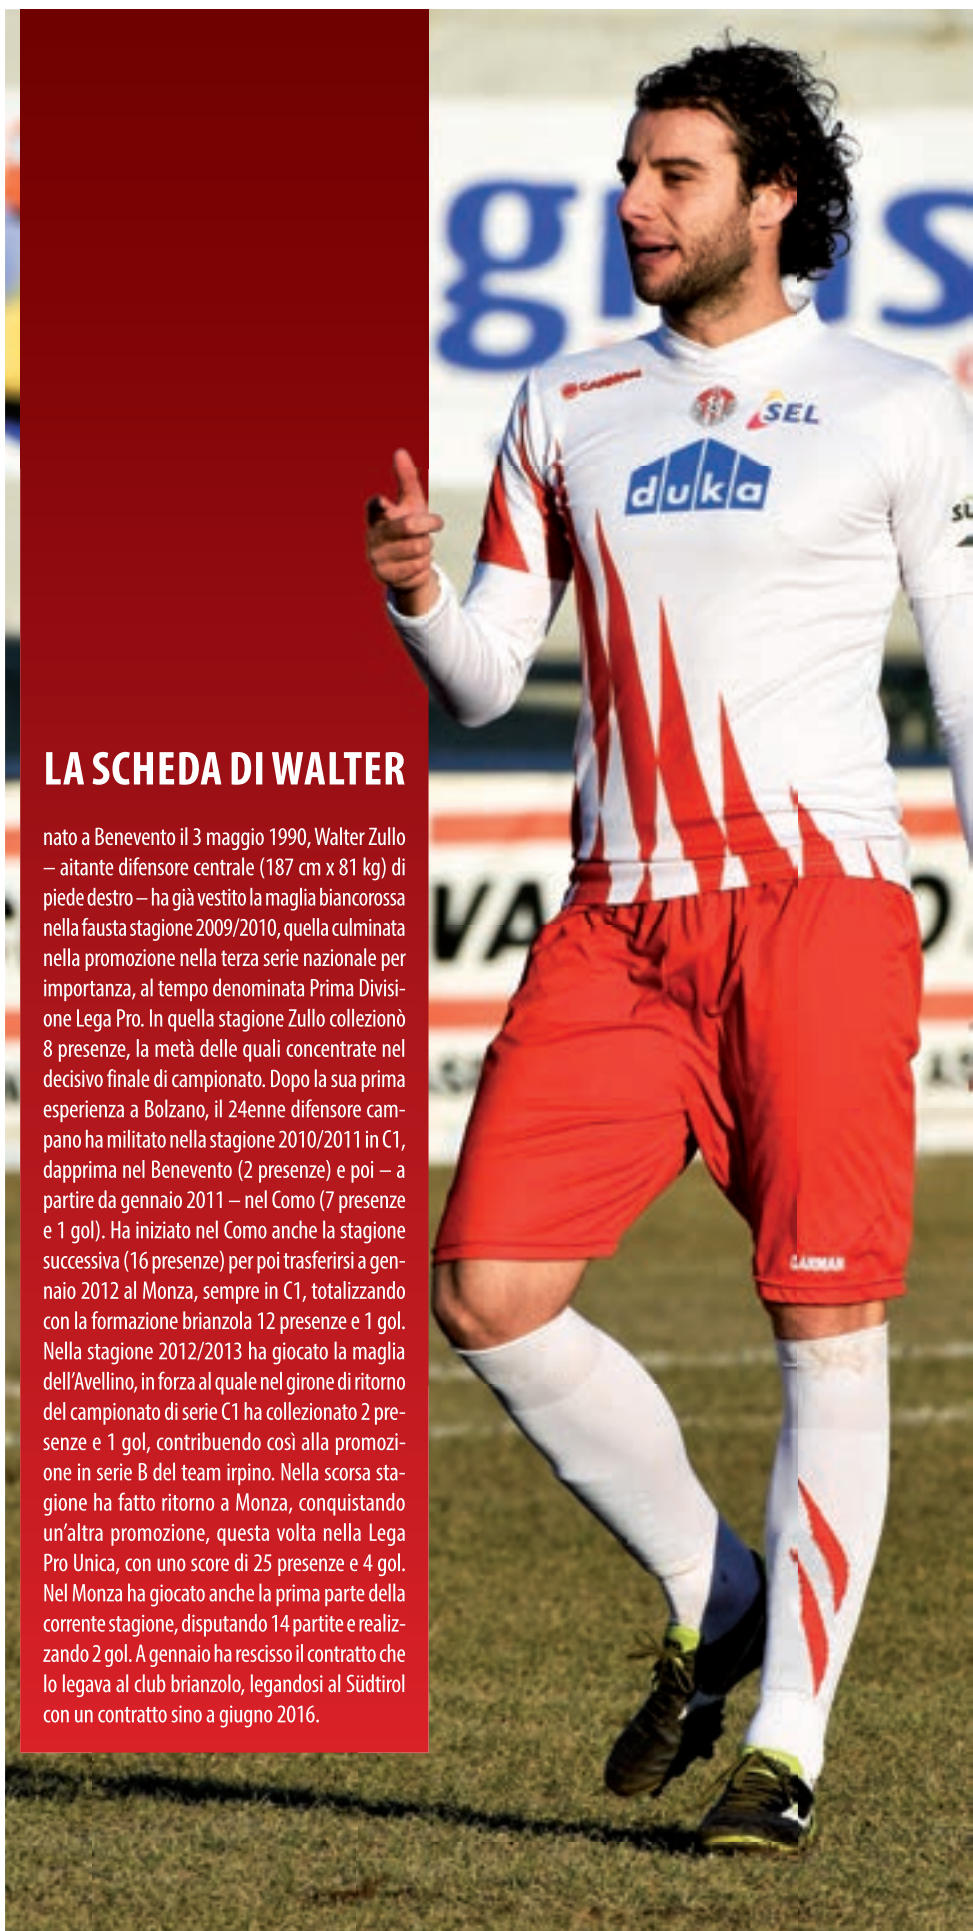 LA SCHEDA DI WALTER
nato a Benevento il 3 maggio 1990, Walter Zullo
– aitante difensore centrale (187 cm x 81 kg) di
piede destro – ha già vestito la maglia biancorossa
nella fausta stagione 2009/2010, quella culminata
nella promozione nella terza serie nazionale per
importanza, al tempo denominata Prima Divisi-
one Lega Pro. In quella stagione Zullo collezionò
8 presenze, la metà delle quali concentrate nel
decisivo finale di campionato. Dopo la sua prima
esperienza a Bolzano, il 24enne difensore cam-
pano ha militato nella stagione 2010/2011 in C1,
dapprima nel Benevento (2 presenze) e poi – a
partire da gennaio 2011 – nel Como (7 presenze
e 1 gol). Ha iniziato nel Como anche la stagione
successiva (16 presenze) per poi trasferirsi a gen-
naio 2012 al Monza, sempre in C1, totalizzando
con la formazione brianzola 12 presenze e 1 gol.
Nella stagione 2012/2013 ha giocato la maglia
dell'Avellino, in forza al quale nel girone di ritorno
del campionato di serie C1 ha collezionato 2 pre-
senze e 1 gol, contribuendo così alla promozi-
one in serie B del team irpino. Nella scorsa sta-
gione ha fatto ritorno a Monza, conquistando
un'altra promozione, questa volta nella Lega
Pro Unica, con uno score di 25 presenze e 4 gol.
Nel Monza ha giocato anche la prima parte della
corrente stagione, disputando 14 partite e realiz-
zando 2 gol. A gennaio ha rescisso il contratto che
lo legava al club brianzolo, legandosi al Südtirol
con un contratto sino a giugno 2016.
SEL
duka